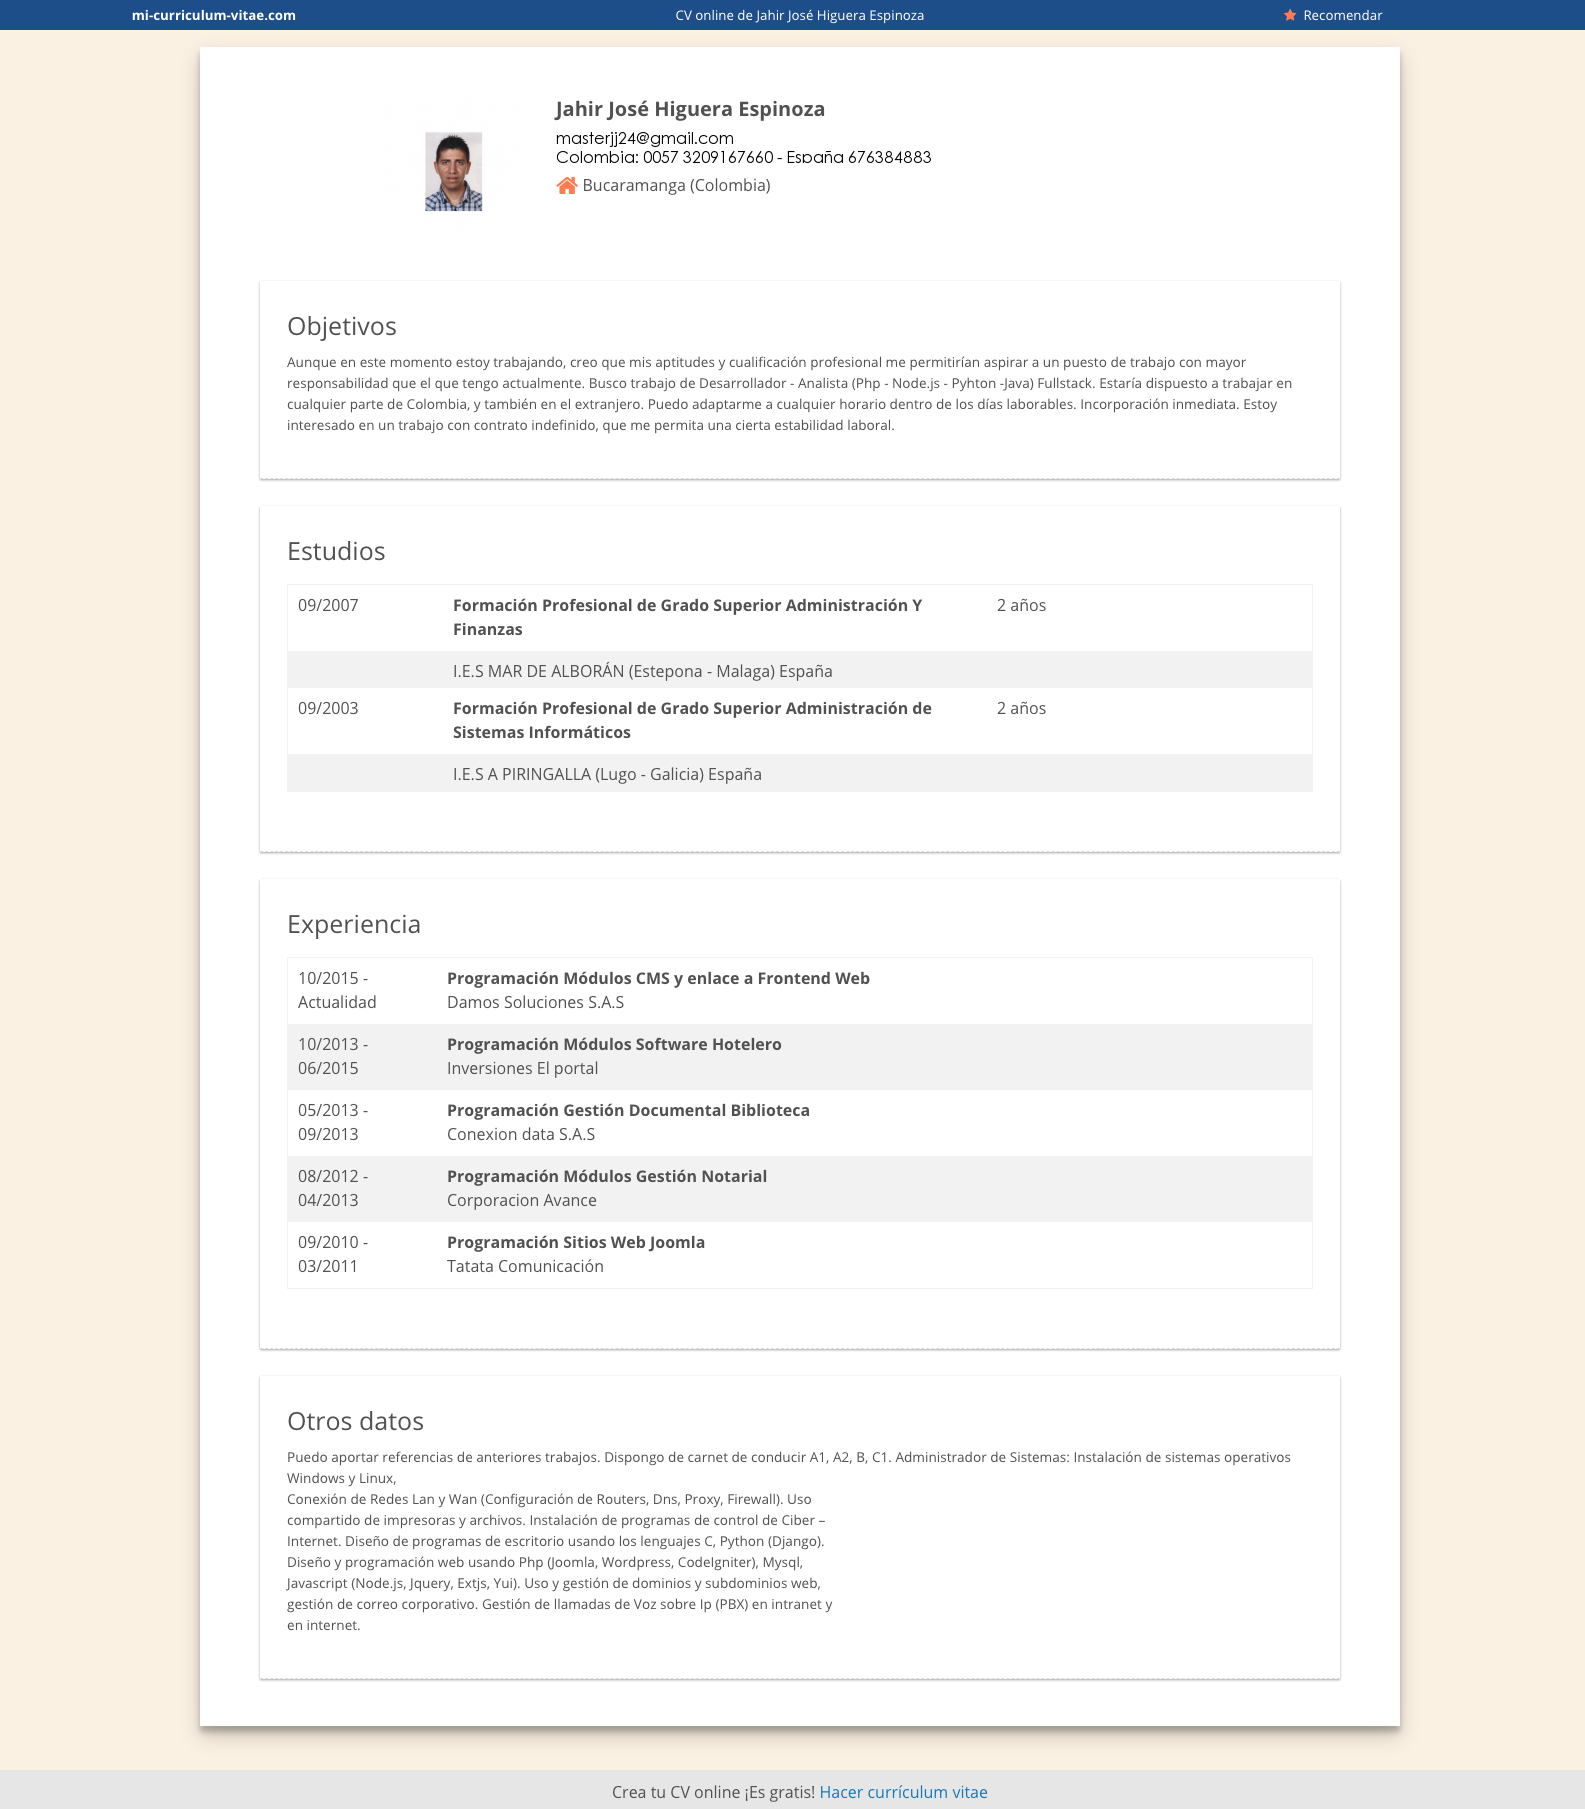 mi-curriculum-vitae.com
CV online de Jahir José Higuera Espinoza
Recomendar
Jahir José Higuera Espinoza
masterjj24@gmail.com
Colombia: 0057 3209167660 - España 676384883
Bucaramanga (Colombia)
Objetivos
Aunque en este momento estoy trabajando, creo que mis aptitudes y cualificación profesional me permitirían aspirar a un puesto de trabajo con mayor
responsabilidad que el que tengo actualmente. Busco trabajo de Desarrollador - Analista (Php - Node.js - Pyhton -Java) Fullstack. Estaría dispuesto a trabajar en
cualquier parte de Colombia, y también en el extranjero. Puedo adaptarme a cualquier horario dentro de los días laborables. Incorporación inmediata. Estoy
interesado en un trabajo con contrato indefinido, que me permita una cierta estabilidad laboral.
Estudios
09/2007 Formación Profesional de Grado Superior Administración Y 2 años
Finanzas
I.E.S MAR DE ALBORÁN (Estepona - Malaga) España
09/2003 Formación Profesional de Grado Superior Administración de 2 años
Sistemas Informáticos
I.E.S A PIRINGALLA (Lugo - Galicia) España
Experiencia
10/2015 - Programación Módulos CMS y enlace a Frontend Web
Actualidad Damos Soluciones S.A.S
10/2013 - Programación Módulos Software Hotelero
06/2015 Inversiones El portal
05/2013 - Programación Gestión Documental Biblioteca
09/2013 Conexion data S.A.S
08/2012 - Programación Módulos Gestión Notarial
04/2013 Corporacion Avance
09/2010 - Programación Sitios Web Joomla
03/2011 Tatata Comunicación
Otros datos
Puedo aportar referencias de anteriores trabajos. Dispongo de carnet de conducir A1, A2, B, C1. Administrador de Sistemas: Instalación de sistemas operativos
Windows y Linux,
Conexión de Redes Lan y Wan (Configuración de Routers, Dns, Proxy, Firewall). Uso
compartido de impresoras y archivos. Instalación de programas de control de Ciber –
Internet. Diseño de programas de escritorio usando los lenguajes C, Python (Django).
Diseño y programación web usando Php (Joomla, Wordpress, CodeIgniter), Mysql,
Javascript (Node.js, Jquery, Extjs, Yui). Uso y gestión de dominios y subdominios web,
gestión de correo corporativo. Gestión de llamadas de Voz sobre Ip (PBX) en intranet y
en internet.
Crea tu CV online ¡Es gratis! Hacer currículum vitae